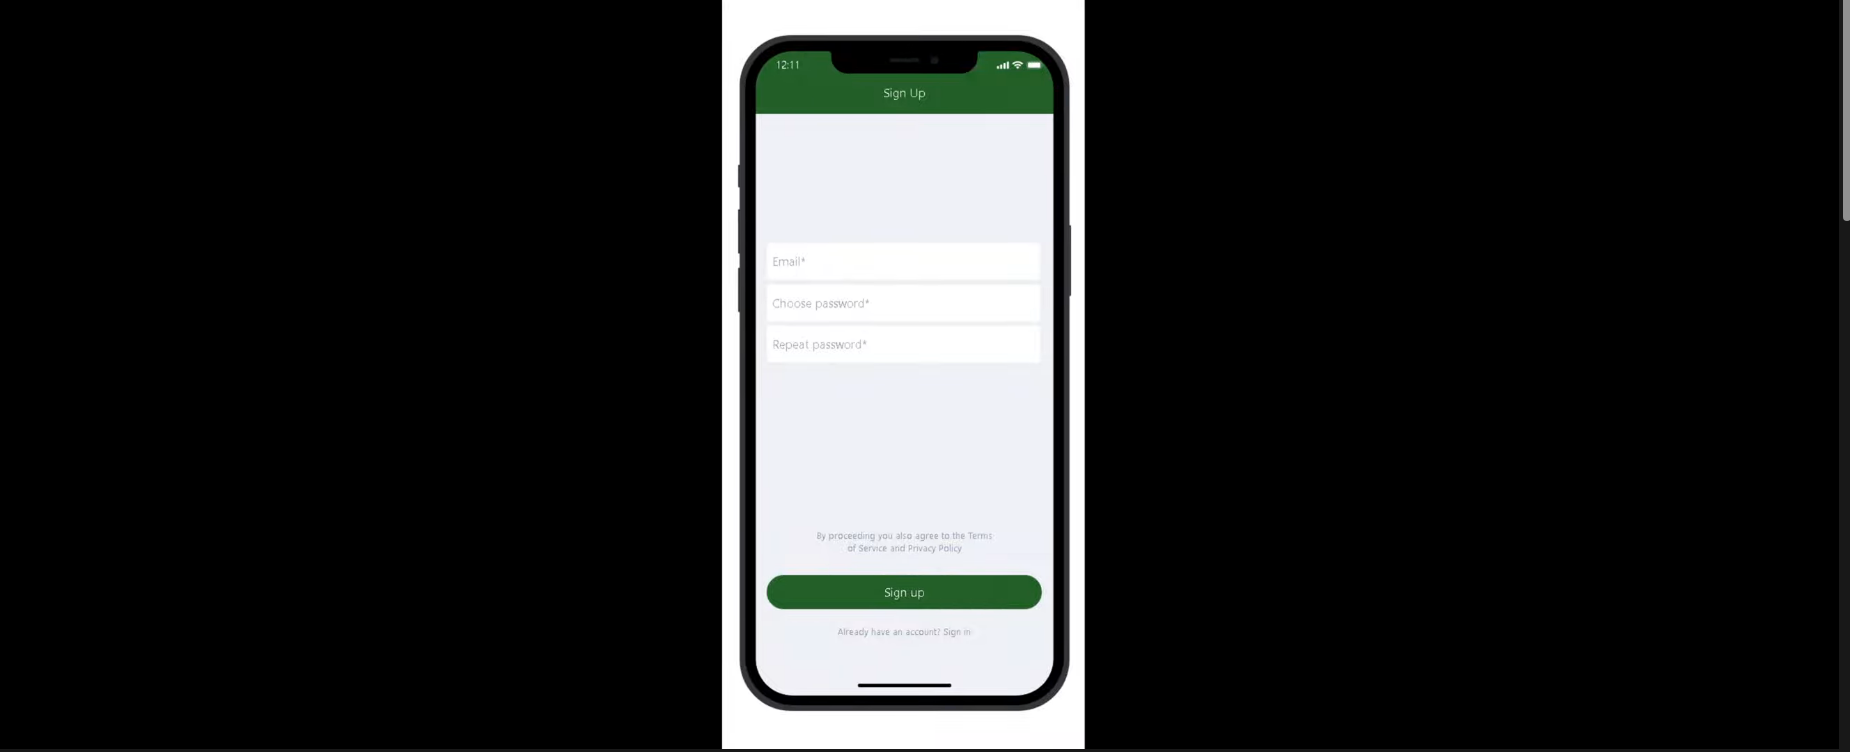 12:11
Sign Up
Email*
Choose password*
Repeat password*
By proceeding you also agree to the Terms
of Service and Privacy Policy
Sign up
Already have an account? Sign in